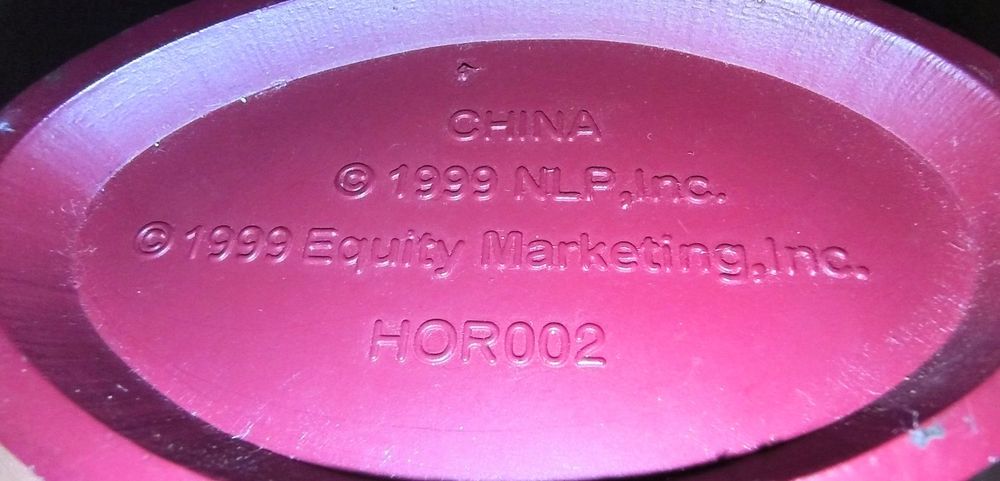 CHINA
© 1999 NLP,Inc.
© 1999 Equity Marketing,Inc.
HOR002